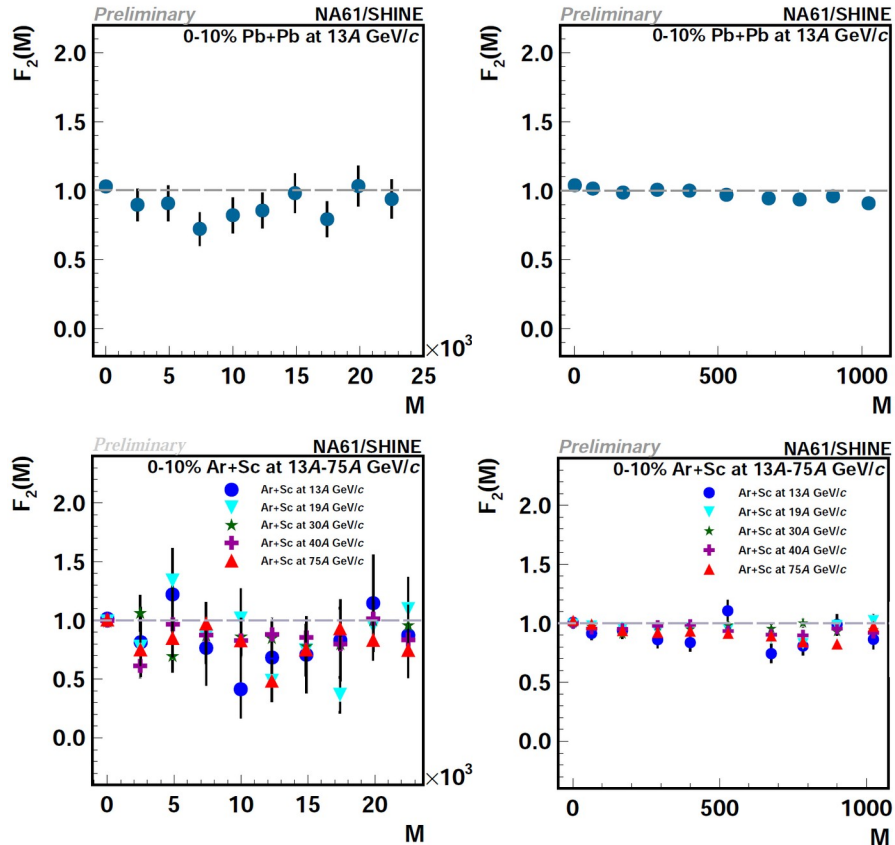 Preliminary NA61/SHINE
0-10% Pb+Pb at 13A GeV/c
F2(M)
2.0
1.5
1.0
0.5
0.0
0 5 10 15 20 25
×10³
M
Preliminary NA61/SHINE
0-10% Pb+Pb at 13A GeV/c
F2(M)
2.0
1.5
1.0
0.5
0.0
0 500 1000
M
Preliminary NA61/SHINE
0-10% Ar+Sc at 13A-75A GeV/c
Ar+Sc at 13A GeV/c
Ar+Sc at 19A GeV/c
Ar+Sc at 30A GeV/c
Ar+Sc at 40A GeV/c
Ar+Sc at 75A GeV/c
F2(M)
2.0
1.5
1.0
0.5
0.0
0 5 10 15 20
×10³
M
Preliminary NA61/SHINE
0-10% Ar+Sc at 13A-75A GeV/c
Ar+Sc at 13A GeV/c
Ar+Sc at 19A GeV/c
Ar+Sc at 30A GeV/c
Ar+Sc at 40A GeV/c
Ar+Sc at 75A GeV/c
F2(M)
2.0
1.5
1.0
0.5
0.0
0 500 1000
M